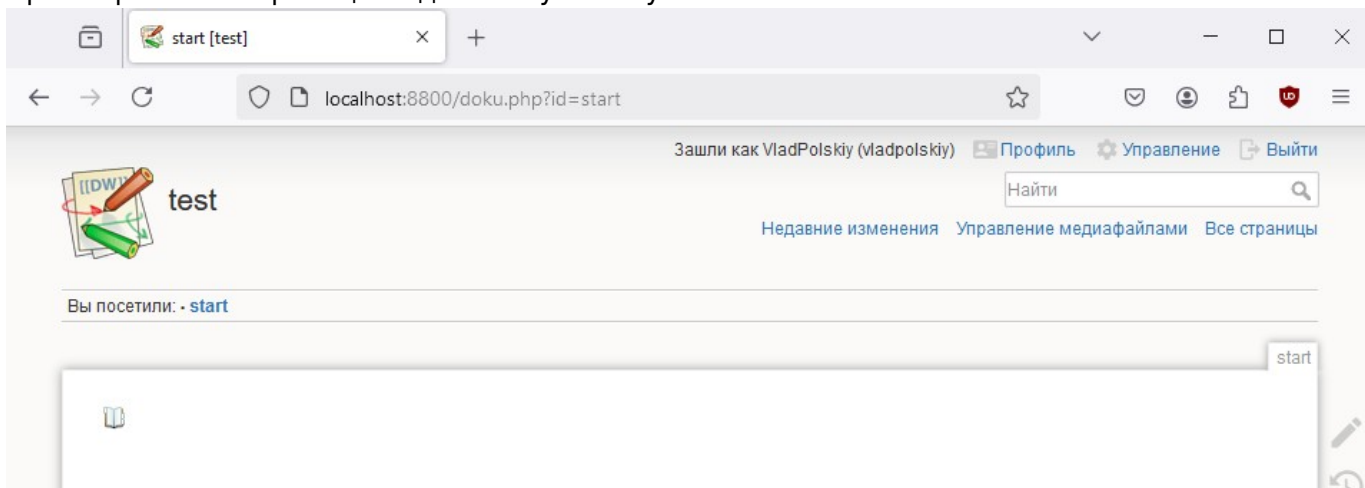 start [test]
localhost:8800/doku.php?id=start
Зашли как VladPolskiy (vladpolskiy) Профиль Управление Выйти
[[DW]]
test
Найти
Недавние изменения Управление медиафайлами Все страницы
Вы посетили: • start
start